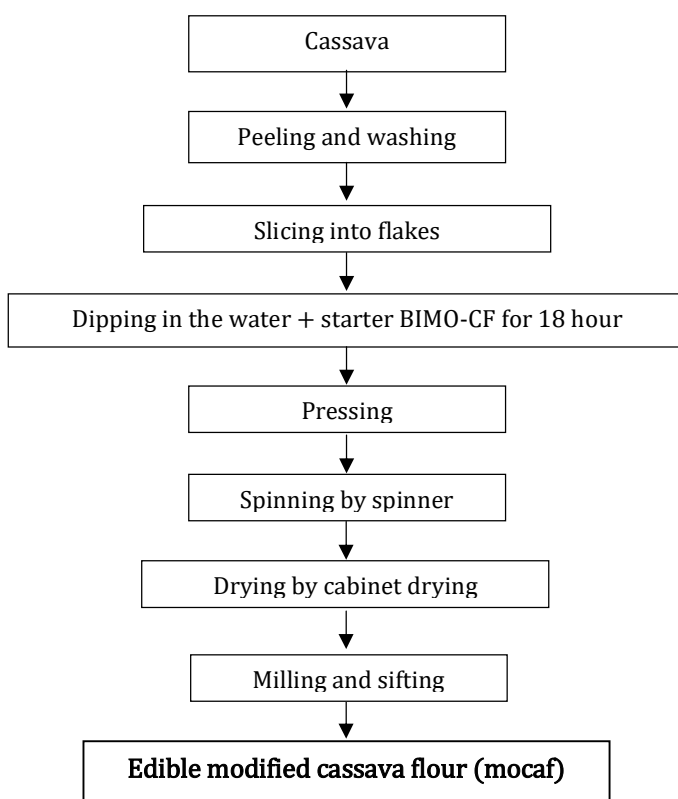 Cassava
Peeling and washing
Slicing into flakes
Dipping in the water + starter BIMO-CF for 18 hour
Pressing
Spinning by spinner
Drying by cabinet drying
Milling and sifting
Edible modified cassava flour (mocaf)